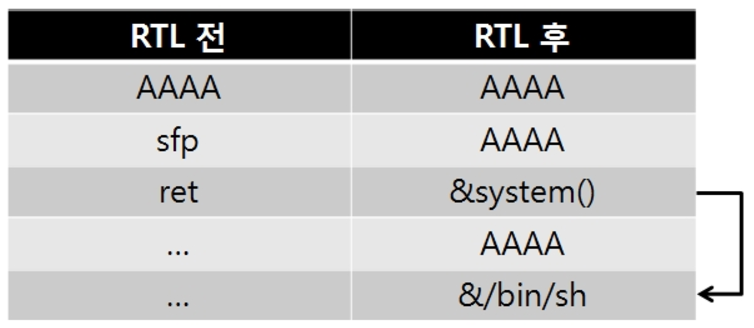 RTL 전 RTL 후
AAAA AAAA
sfp AAAA
ret &system()
... AAAA
... &/bin/sh